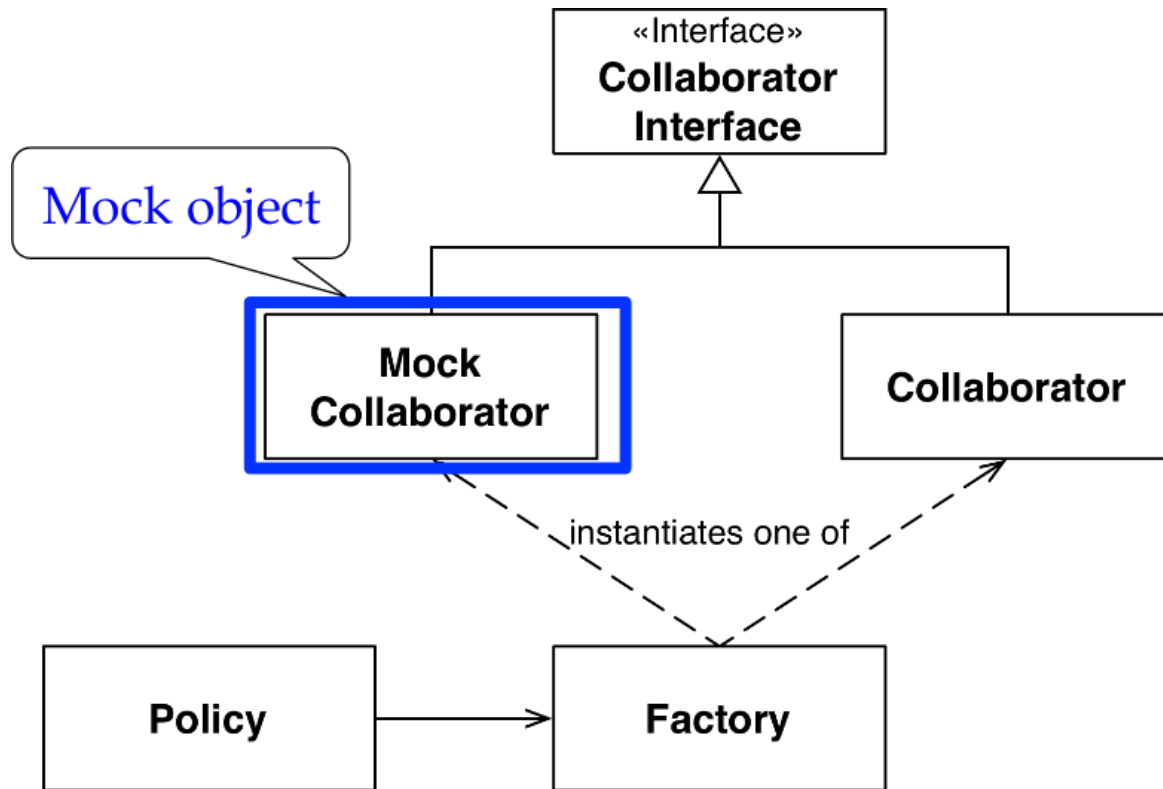 «Interface»
Collaborator
Interface
Mock object
Mock
Collaborator
Collaborator
instantiates one of
Policy
Factory